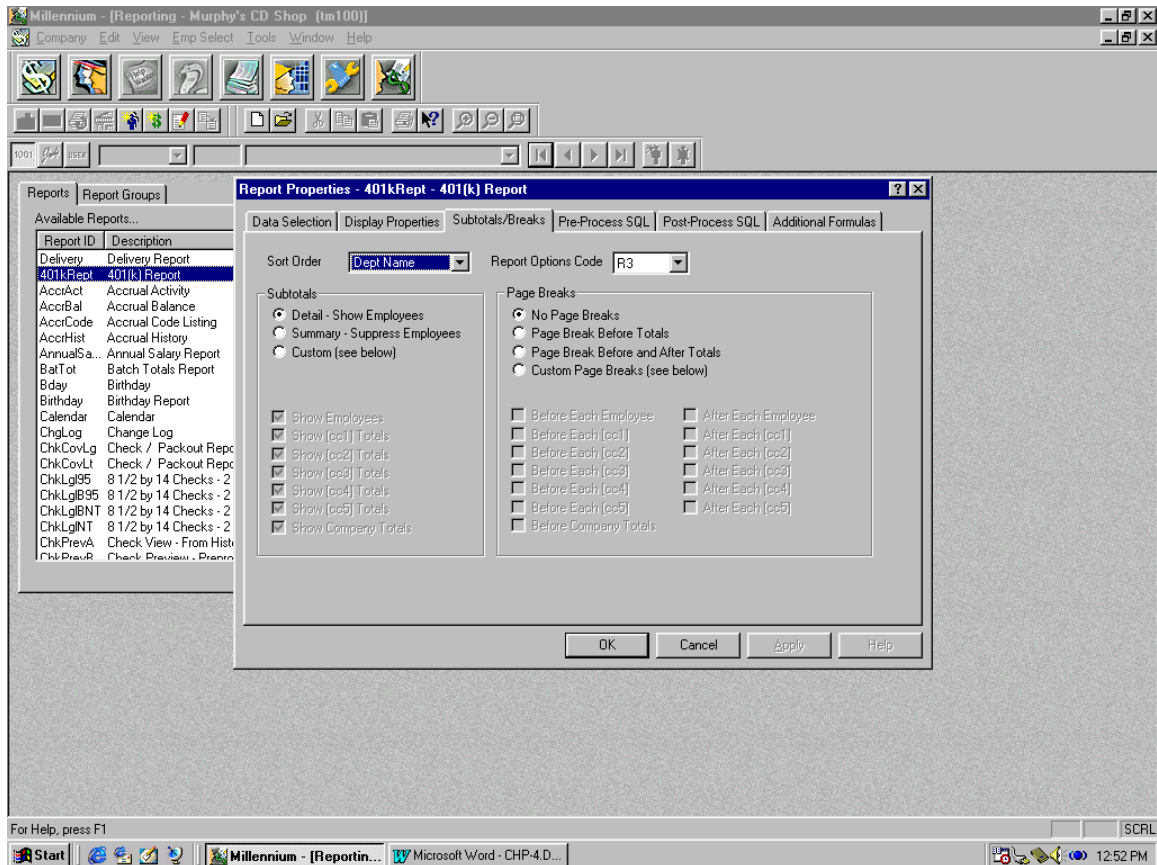 Millennium - [Reporting - Murphy's CD Shop (tm100)]
Company Edit View Emp Select Tools Window Help
Help Wanted
1001 USER
Reports Report Groups
Available Reports...
Report ID Description
Delivery Delivery Report
401kRept 401(k) Report
AccrAct Accrual Activity
AccrBal Accrual Balance
AccrCode Accrual Code Listing
AccrHist Accrual History
AnnualSa... Annual Salary Report
BatTot Batch Totals Report
Bday Birthday
Birthday Birthday Report
Calendar Calendar
ChgLog Change Log
ChkCovLg Check / Packout Repo
ChkCovLt Check / Packout Repo
ChkLgl95 8 1/2 by 14 Checks - 2
ChkLglB95 8 1/2 by 14 Checks - 2
ChkLglBNT 8 1/2 by 14 Checks - 2
ChkLglNT 8 1/2 by 14 Checks - 2
ChkPrevA Check View - From Histo
ChkPrevB Check Preview - Prepro
Report Properties - 401kRept - 401(k) Report
Data Selection Display Properties Subtotals/Breaks Pre-Process SQL Post-Process SQL Additional Formulas
Sort Order Dept Name Report Options Code R3
Subtotals
Detail - Show Employees
Summary - Suppress Employees
Custom (see below)
Show Employees
Show [cc1] Totals
Show [cc2] Totals
Show [cc3] Totals
Show [cc4] Totals
Show [cc5] Totals
Show Company Totals
Page Breaks
No Page Breaks
Page Break Before Totals
Page Break Before and After Totals
Custom Page Breaks (see below)
Before Each Employee After Each Employee
Before Each [cc1] After Each [cc1]
Before Each [cc2] After Each [cc2]
Before Each [cc3] After Each [cc3]
Before Each [cc4] After Each [cc4]
Before Each [cc5] After Each [cc5]
Before Company Totals
OK Cancel Apply Help
For Help, press F1 SCRL
Start Millennium - [Reportin... Microsoft Word - CHP-4.D... 12:52 PM